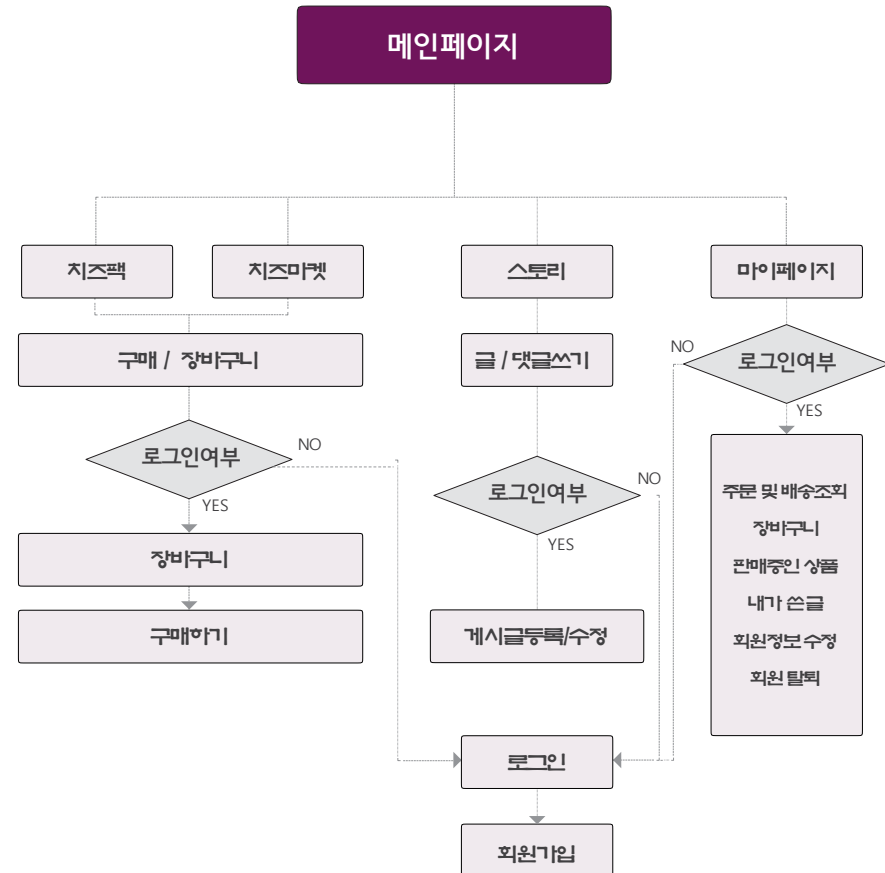 메인페이지
치즈팩
치즈마켓
스토리
마이페이지
구매 / 장바구니
글 / 댓글쓰기
NO
로그인여부
YES
로그인여부
NO
YES
로그인여부
NO
YES
주문 및 배송조회
장바구니
판매중인 상품
내가 쓴글
회원정보 수정
회원 탈퇴
장바구니
구매하기
게시글등록/수정
로그인
회원가입